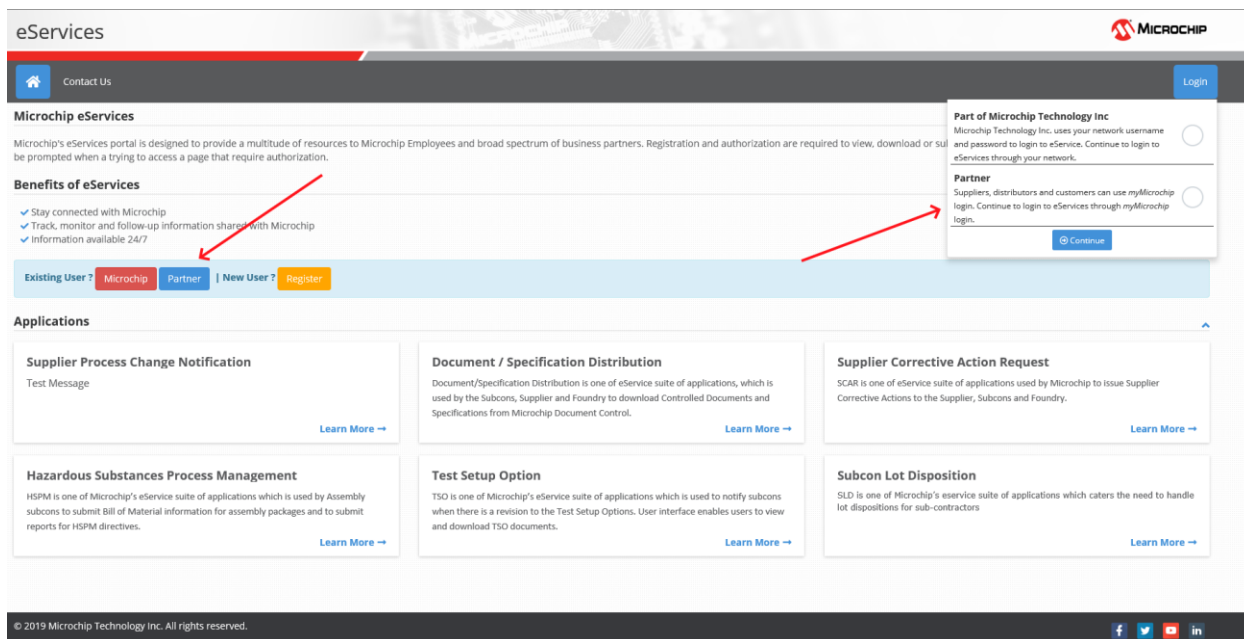 eServices
MICROCHIP
Contact Us
Login
Microchip eServices
Microchip's eServices portal is designed to provide a multitude of resources to Microchip Employees and broad spectrum of business partners. Registration and authorization are required to view, download or
be prompted when a trying to access a page that require authorization.
Part of Microchip Technology Inc
Microchip Technology Inc. uses your network username
and password to login to eService. Continue to login to
eServices through your network.
Partner
Suppliers, distributors and customers can use myMicrochip
login. Continue to login to eServices through myMicrochip
login.
Continue
Benefits of eServices
Stay connected with Microchip
Track, monitor and follow-up information shared with Microchip
Information available 24/7
Existing User ? Microchip Partner | New User ? Register
Applications
Supplier Process Change Notification
Test Message
Learn More →
Document / Specification Distribution
Document/Specification Distribution is one of eService suite of applications, which is
used by the Subcons, Supplier and Foundry to download Controlled Documents and
Specifications from Microchip Document Control.
Learn More →
Supplier Corrective Action Request
SCAR is one of eService suite of applications used by Microchip to issue Supplier
Corrective Actions to the Supplier, Subcons and Foundry.
Learn More →
Hazardous Substances Process Management
HSPM is one of Microchip's eService suite of applications which is used by Assembly
subcons to submit Bill of Material information for assembly packages and to submit
reports for HSPM directives.
Learn More →
Test Setup Option
TSO is one of Microchip's eService suite of applications which is used to notify subcons
when there is a revision to the Test Setup Options. User interface enables users to view
and download TSO documents.
Learn More →
Subcon Lot Disposition
SLD is one of Microchip's eservice suite of applications which caters the need to handle
lot dispositions for sub-contractors
Learn More →
© 2019 Microchip Technology Inc. All rights reserved.